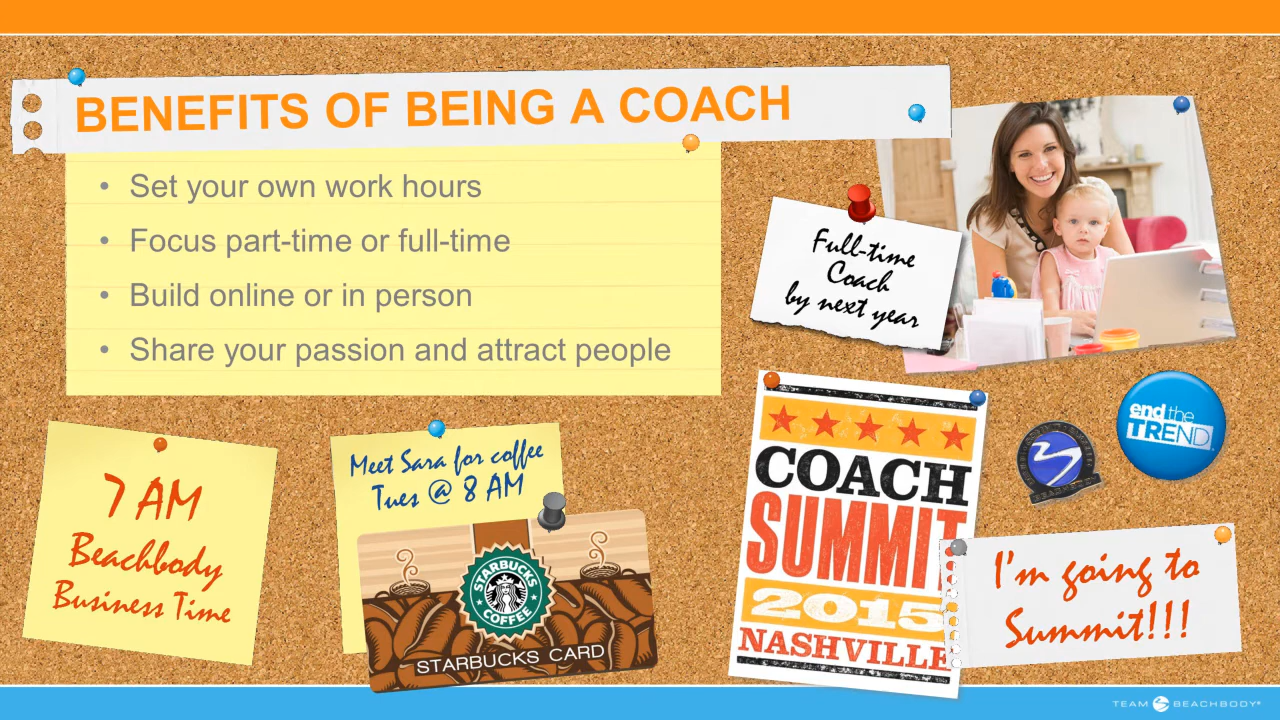 BENEFITS OF BEING A COACH
• Set your own work hours
• Focus part-time or full-time
• Build online or in person
• Share your passion and attract people
Full-time
Coach
by next year
7 AM
Beachbody
Business Time
Meet Sara for coffee
Tues @ 8 AM
STARBUCKS
COFFEE
STARBUCKS CARD
COACH
SUMMIT
2015
NASHVILLE
end the
TREND
I'm going to
Summit!!!
TEAM BEACHBODY®